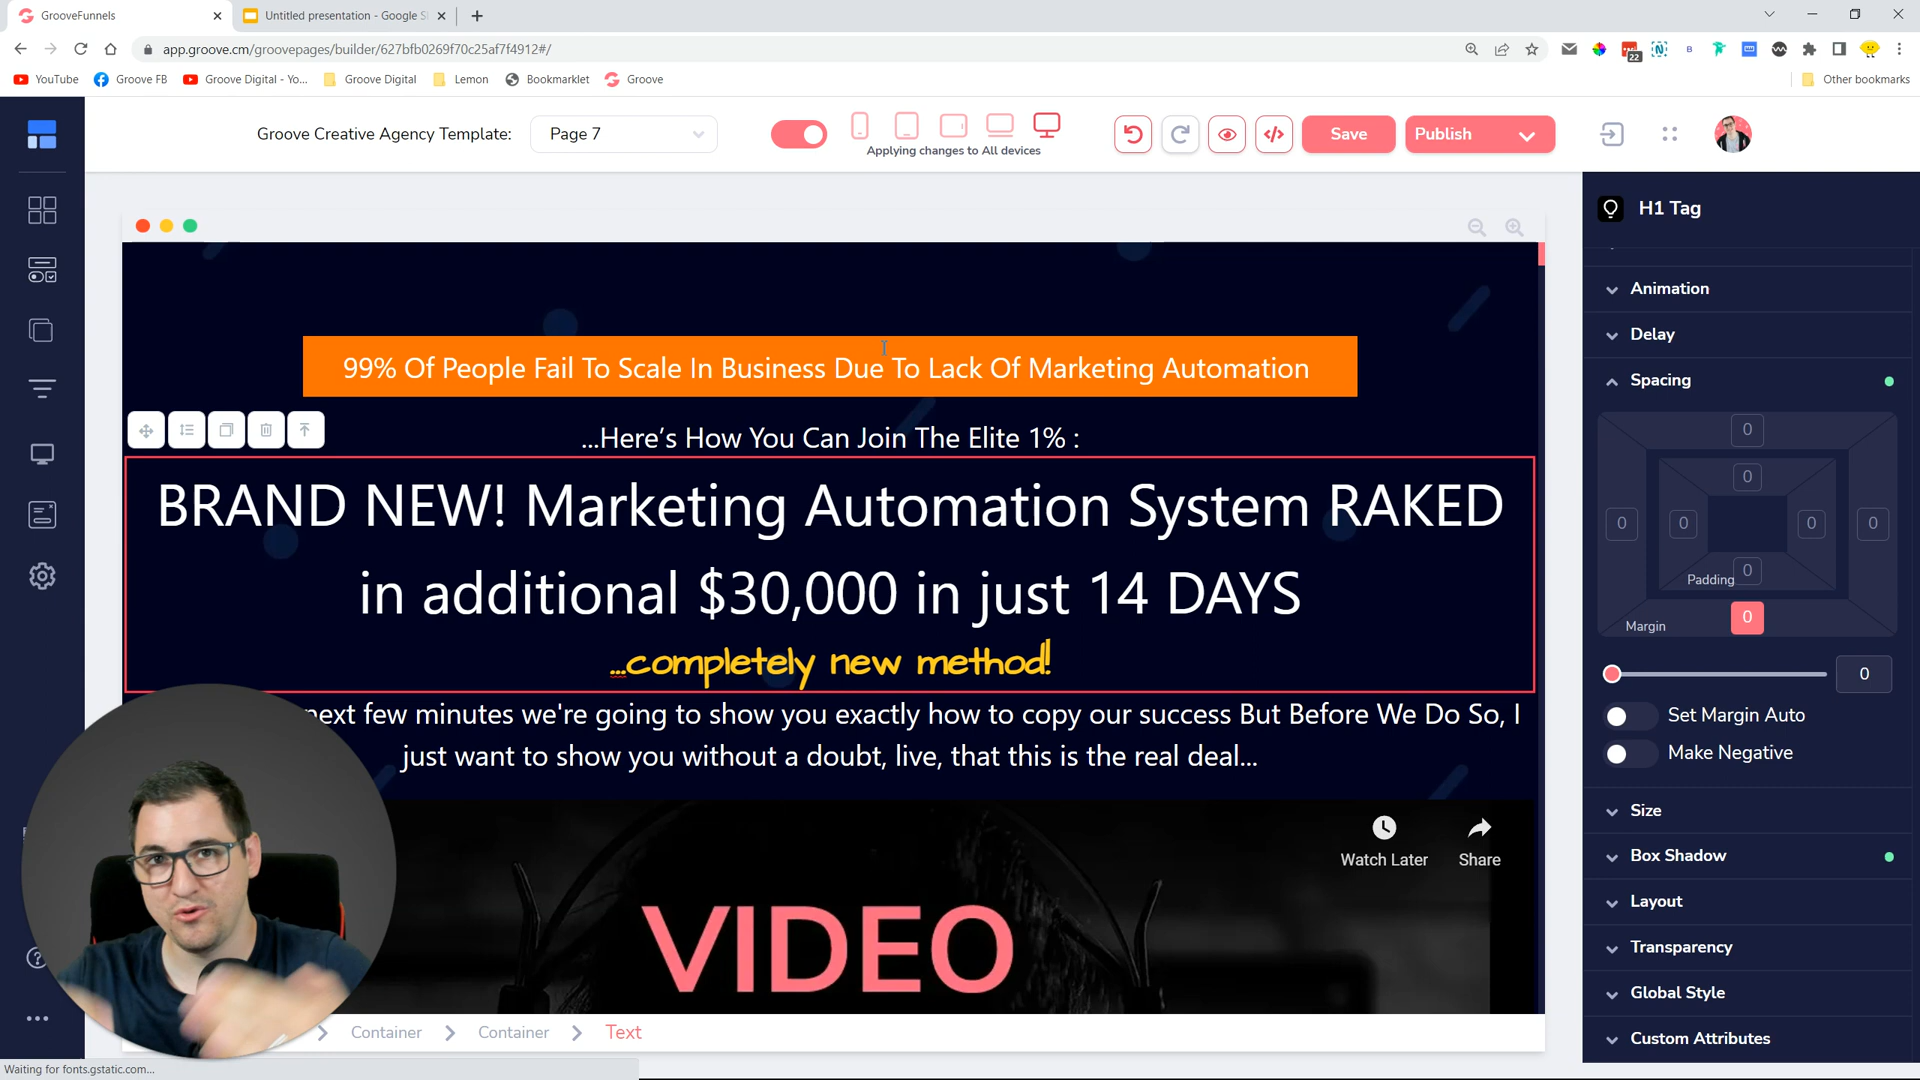 GrooveFunnels
Untitled presentation - Google Sl
app.groove.cm/groovepages/builder/627bfb0269f70c25af7f4912#/
22
YouTube
Groove FB
Groove Digital - Yo...
Groove Digital
Lemon
Bookmarklet
Groove
Other bookmarks
Groove Creative Agency Template:
Page 7
Applying changes to All devices
Save
Publish
H1 Tag
Animation
Delay
Spacing
99% Of People Fail To Scale In Business Due To Lack Of Marketing Automation
...Here's How You Can Join The Elite 1% :
BRAND NEW! Marketing Automation System RAKED
in additional $30,000 in just 14 DAYS
...completely new method!
next few minutes we're going to show you exactly how to copy our success But Before We Do So, I
just want to show you without a doubt, live, that this is the real deal...
Watch Later
Share
VIDEO
0
0
0
0
0
0
0
Padding
Margin
0
0
Set Margin Auto
Make Negative
Size
Box Shadow
Layout
Transparency
Global Style
Custom Attributes
Container
Container
Text
Waiting for fonts.gstatic.com...